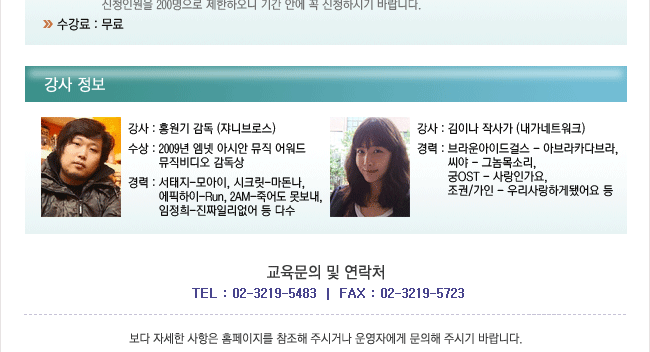 신청인원을 200명으로 제한하오니 기간 안에 꼭 신청하시기 바랍니다.
수강료 : 무료
강사 정보
강사 : 홍원기 감독 (쟈니브로스)
수상 : 2009년 엠넷 아시안 뮤직 어워드
뮤직비디오 감독상
경력 : 서태지-모아이, 시크릿-마돈나,
에픽하이-Run, 2AM-죽어도 못보내,
임정희-진짜일리없어 등 다수
강사 : 김이나 작사가 (내가네트워크)
경력 : 브라운아이드걸스 - 아브라카다브라,
씨야 - 그놈목소리,
궁OST - 사랑인가요,
조권/가인 - 우리사랑하게됐어요 등
교육문의 및 연락처
TEL : 02-3219-5483 | FAX : 02-3219-5723
보다 자세한 사항은 홈페이지를 참조해 주시거나 운영자에게 문의해 주시기 바랍니다.